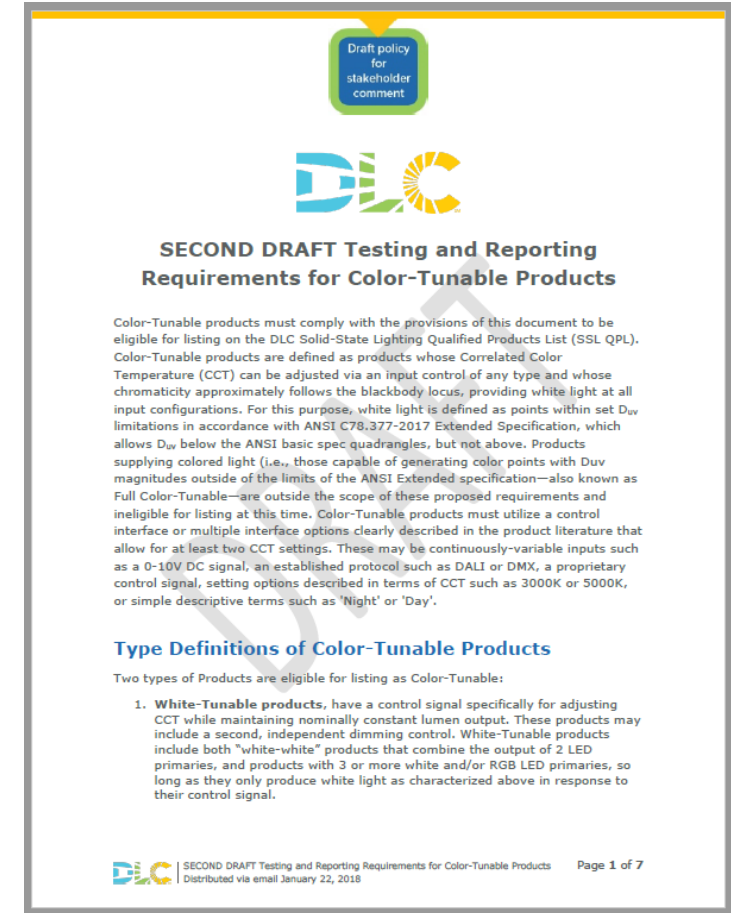 Draft policy
for
stakeholder
comment
DLC
SECOND DRAFT Testing and Reporting
Requirements for Color-Tunable Products
Color-Tunable products must comply with the provisions of this document to be
eligible for listing on the DLC Solid-State Lighting Qualified Products List (SSL QPL).
Color-Tunable products are defined as products whose Correlated Color
Temperature (CCT) can be adjusted via an input control of any type and whose
chromaticity approximately follows the blackbody locus, providing white light at all
input configurations. For this purpose, white light is defined as points within set Duv
limitations in accordance with ANSI C78.377-2017 Extended Specification, which
allows Duv below the ANSI basic spec quadrangles, but not above. Products
supplying colored light (i.e., those capable of generating color points with Duv
magnitudes outside of the limits of the ANSI Extended specification—also known as
Full Color-Tunable—are outside the scope of these proposed requirements and
ineligible for listing at this time. Color-Tunable products must utilize a control
interface or multiple interface options clearly described in the product literature that
allow for at least two CCT settings. These may be continuously-variable inputs such
as a 0-10V DC signal, an established protocol such as DALI or DMX, a proprietary
control signal, setting options described in terms of CCT such as 3000K or 5000K,
or simple descriptive terms such as 'Night' or 'Day'.
DRAFT
Type Definitions of Color-Tunable Products
Two types of Products are eligible for listing as Color-Tunable:
1. White-Tunable products, have a control signal specifically for adjusting
CCT while maintaining nominally constant lumen output. These products may
include a second, independent dimming control. White-Tunable products
include both “white-white” products that combine the output of 2 LED
primaries, and products with 3 or more white and/or RGB LED primaries, so
long as they only produce white light as characterized above in response to
their control signal.
DLC
SECOND DRAFT Testing and Reporting Requirements for Color-Tunable Products Page 1 of 7
Distributed via email January 22, 2018